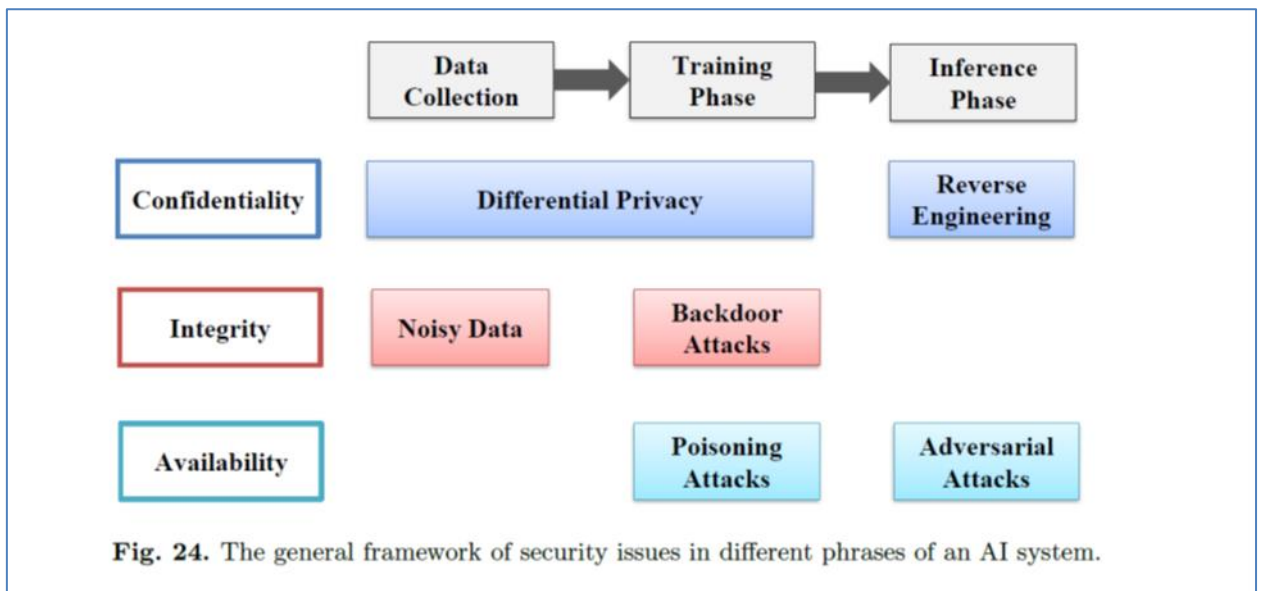 Data
Collection
Training
Phase
Inference
Phase
Confidentiality
Differential Privacy
Reverse
Engineering
Integrity
Noisy Data
Backdoor
Attacks
Availability
Poisoning
Attacks
Adversarial
Attacks
Fig. 24. The general framework of security issues in different phrases of an AI system.